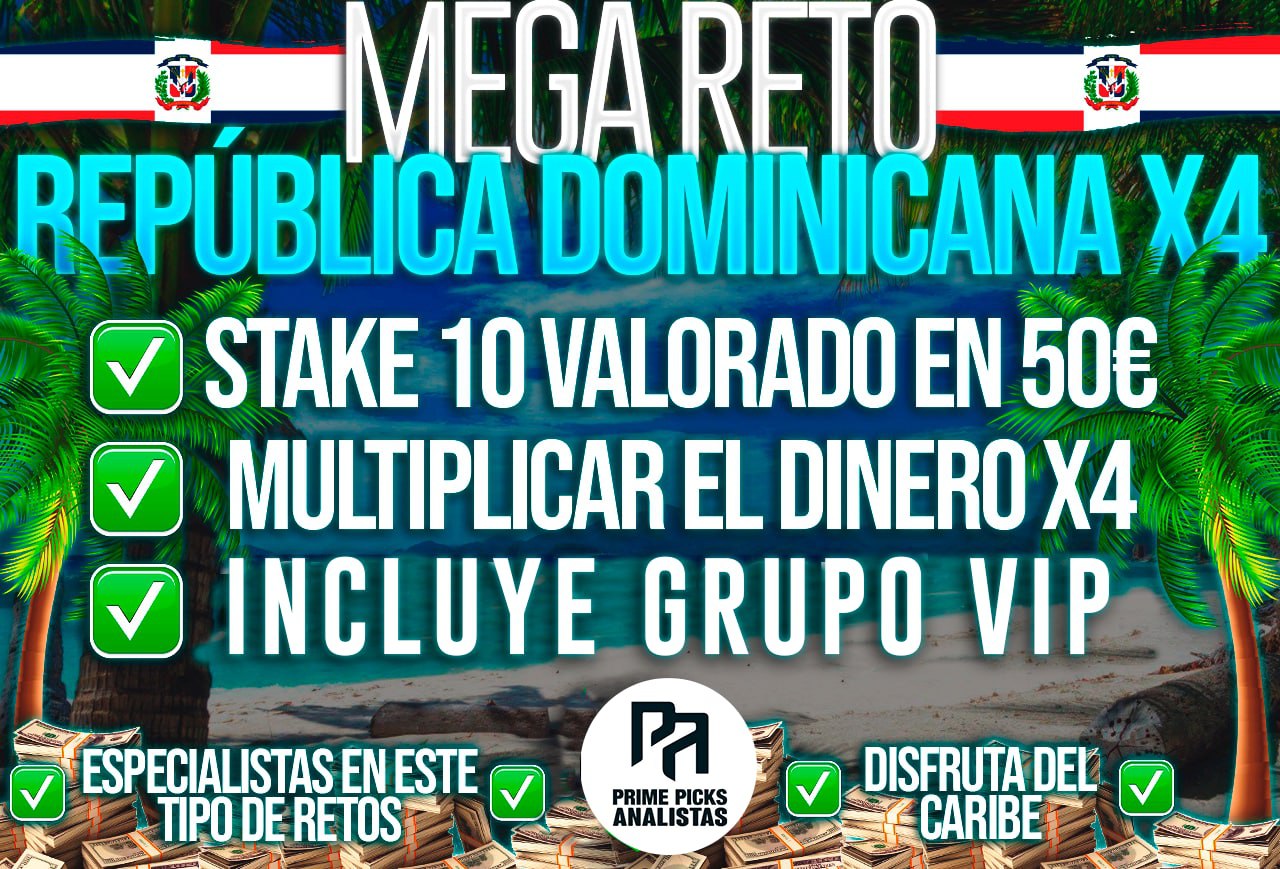 MEGA RETO
REPÚBLICA DOMINICANA X4
STAKE 10 VALORADO EN 50€
MULTIPLICAR EL DINERO X4
INCLUYE GRUPO VIP
ESPECIALISTAS EN ESTE
TIPO DE RETOS
PRIME PICKS
ANALISTAS
DISFRUTA DEL
CARIBE